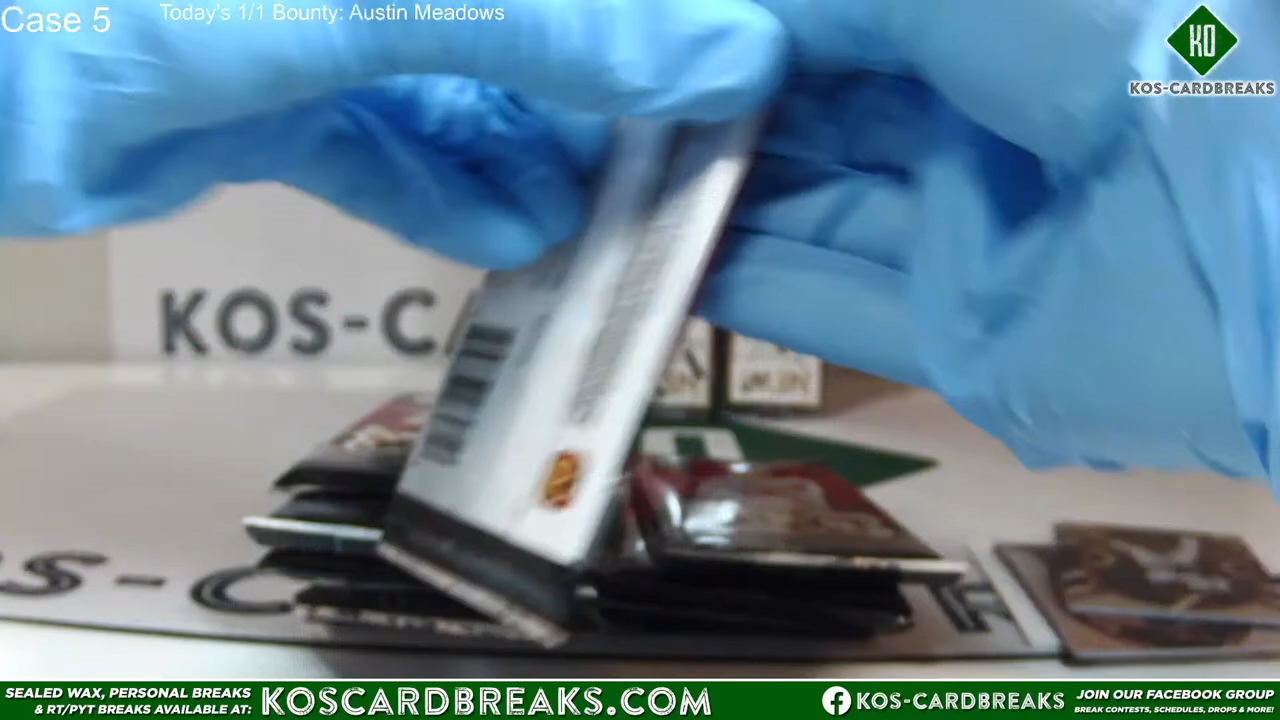 Case 5
Today's 1/1 Bounty: Austin Meadows
KO
KOS-CARDBREAKS
KOS-CA
S-C
SEALED WAX, PERSONAL BREAKS
& RT/PYT BREAKS AVAILABLE AT:
KOSCARDBREAKS.COM
KOS-CARDBREAKS
JOIN OUR FACEBOOK GROUP
BREAK CONTESTS, SCHEDULES, DROPS & MORE!